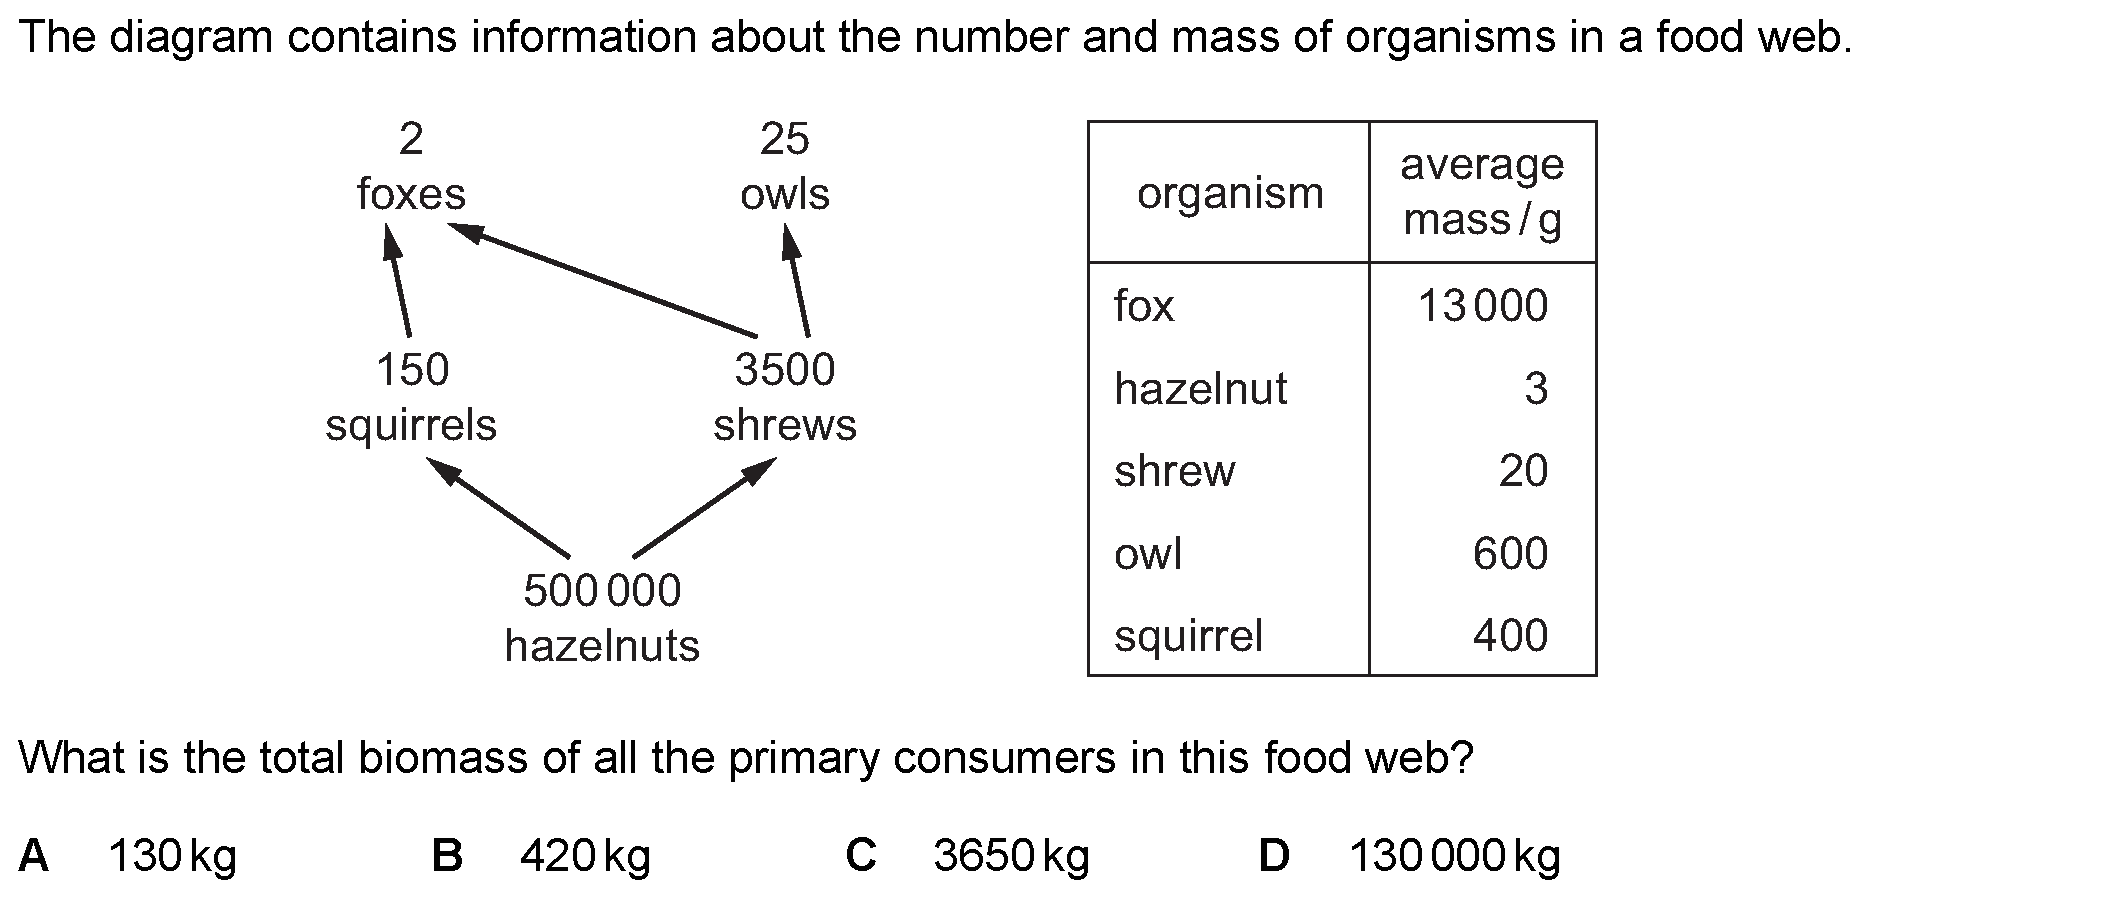 The diagram contains information about the number and mass of organisms in a food web.
2 25
foxes owls
150 3500
squirrels shrews
500 000
hazelnuts
organism average mass / g
fox 13 000
hazelnut 3
shrew 20
owl 600
squirrel 400
What is the total biomass of all the primary consumers in this food web?
A 130 kg B 420 kg C 3650 kg D 130 000 kg